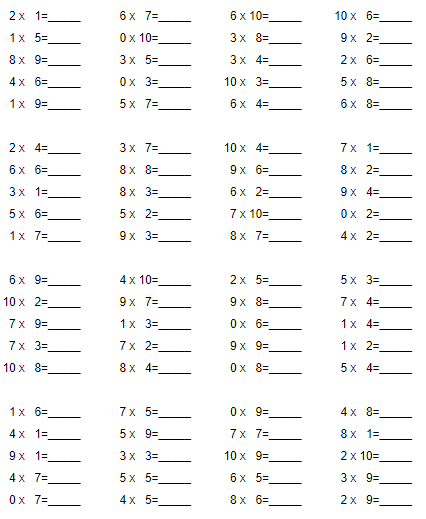 2 x 1=_____ 6 x 7=_____ 6 x 10=_____ 10 x 6=_____
1 x 5=_____ 0 x 10=_____ 3 x 8=_____ 9 x 2=_____
8 x 9=_____ 3 x 5=_____ 3 x 4=_____ 2 x 6=_____
4 x 6=_____ 0 x 3=_____ 10 x 3=_____ 5 x 8=_____
1 x 9=_____ 5 x 7=_____ 6 x 4=_____ 6 x 8=_____
2 x 4=_____ 3 x 7=_____ 10 x 4=_____ 7 x 1=_____
6 x 6=_____ 8 x 8=_____ 9 x 6=_____ 8 x 2=_____
3 x 1=_____ 8 x 3=_____ 6 x 2=_____ 9 x 4=_____
5 x 6=_____ 5 x 2=_____ 7 x 10=_____ 0 x 2=_____
1 x 7=_____ 9 x 3=_____ 8 x 7=_____ 4 x 2=_____
6 x 9=_____ 4 x 10=_____ 2 x 5=_____ 5 x 3=_____
10 x 2=_____ 9 x 7=_____ 9 x 8=_____ 7 x 4=_____
7 x 9=_____ 1 x 3=_____ 0 x 6=_____ 1 x 4=_____
7 x 3=_____ 7 x 2=_____ 9 x 9=_____ 1 x 2=_____
10 x 8=_____ 8 x 4=_____ 0 x 8=_____ 5 x 4=_____
1 x 6=_____ 7 x 5=_____ 0 x 9=_____ 4 x 8=_____
4 x 1=_____ 5 x 9=_____ 7 x 7=_____ 8 x 1=_____
9 x 1=_____ 3 x 3=_____ 10 x 9=_____ 2 x 10=_____
4 x 7=_____ 5 x 5=_____ 6 x 5=_____ 3 x 9=_____
0 x 7=_____ 4 x 5=_____ 8 x 6=_____ 2 x 9=_____